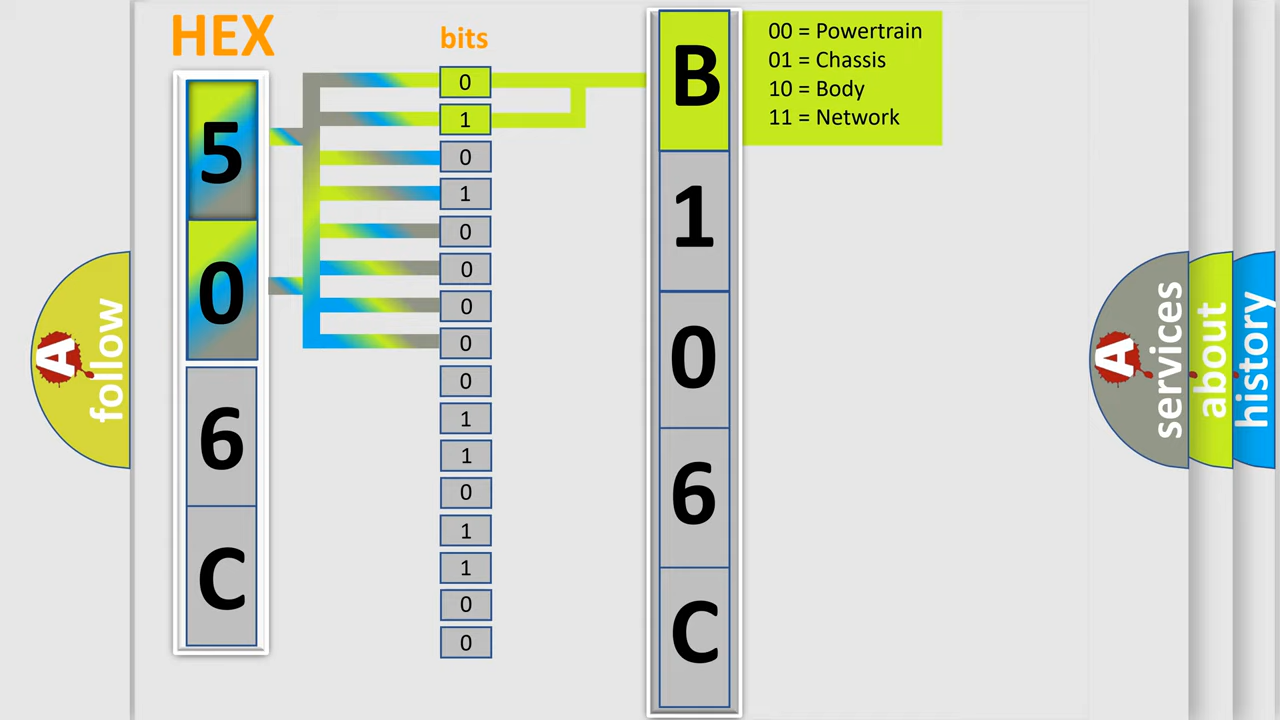 HEX
bits
5
0
6
C
0
1
0
1
0
0
0
0
0
1
1
0
1
1
0
0
B
1
0
6
C
00 = Powertrain
01 = Chassis
10 = Body
11 = Network
A follow
A services
about
history